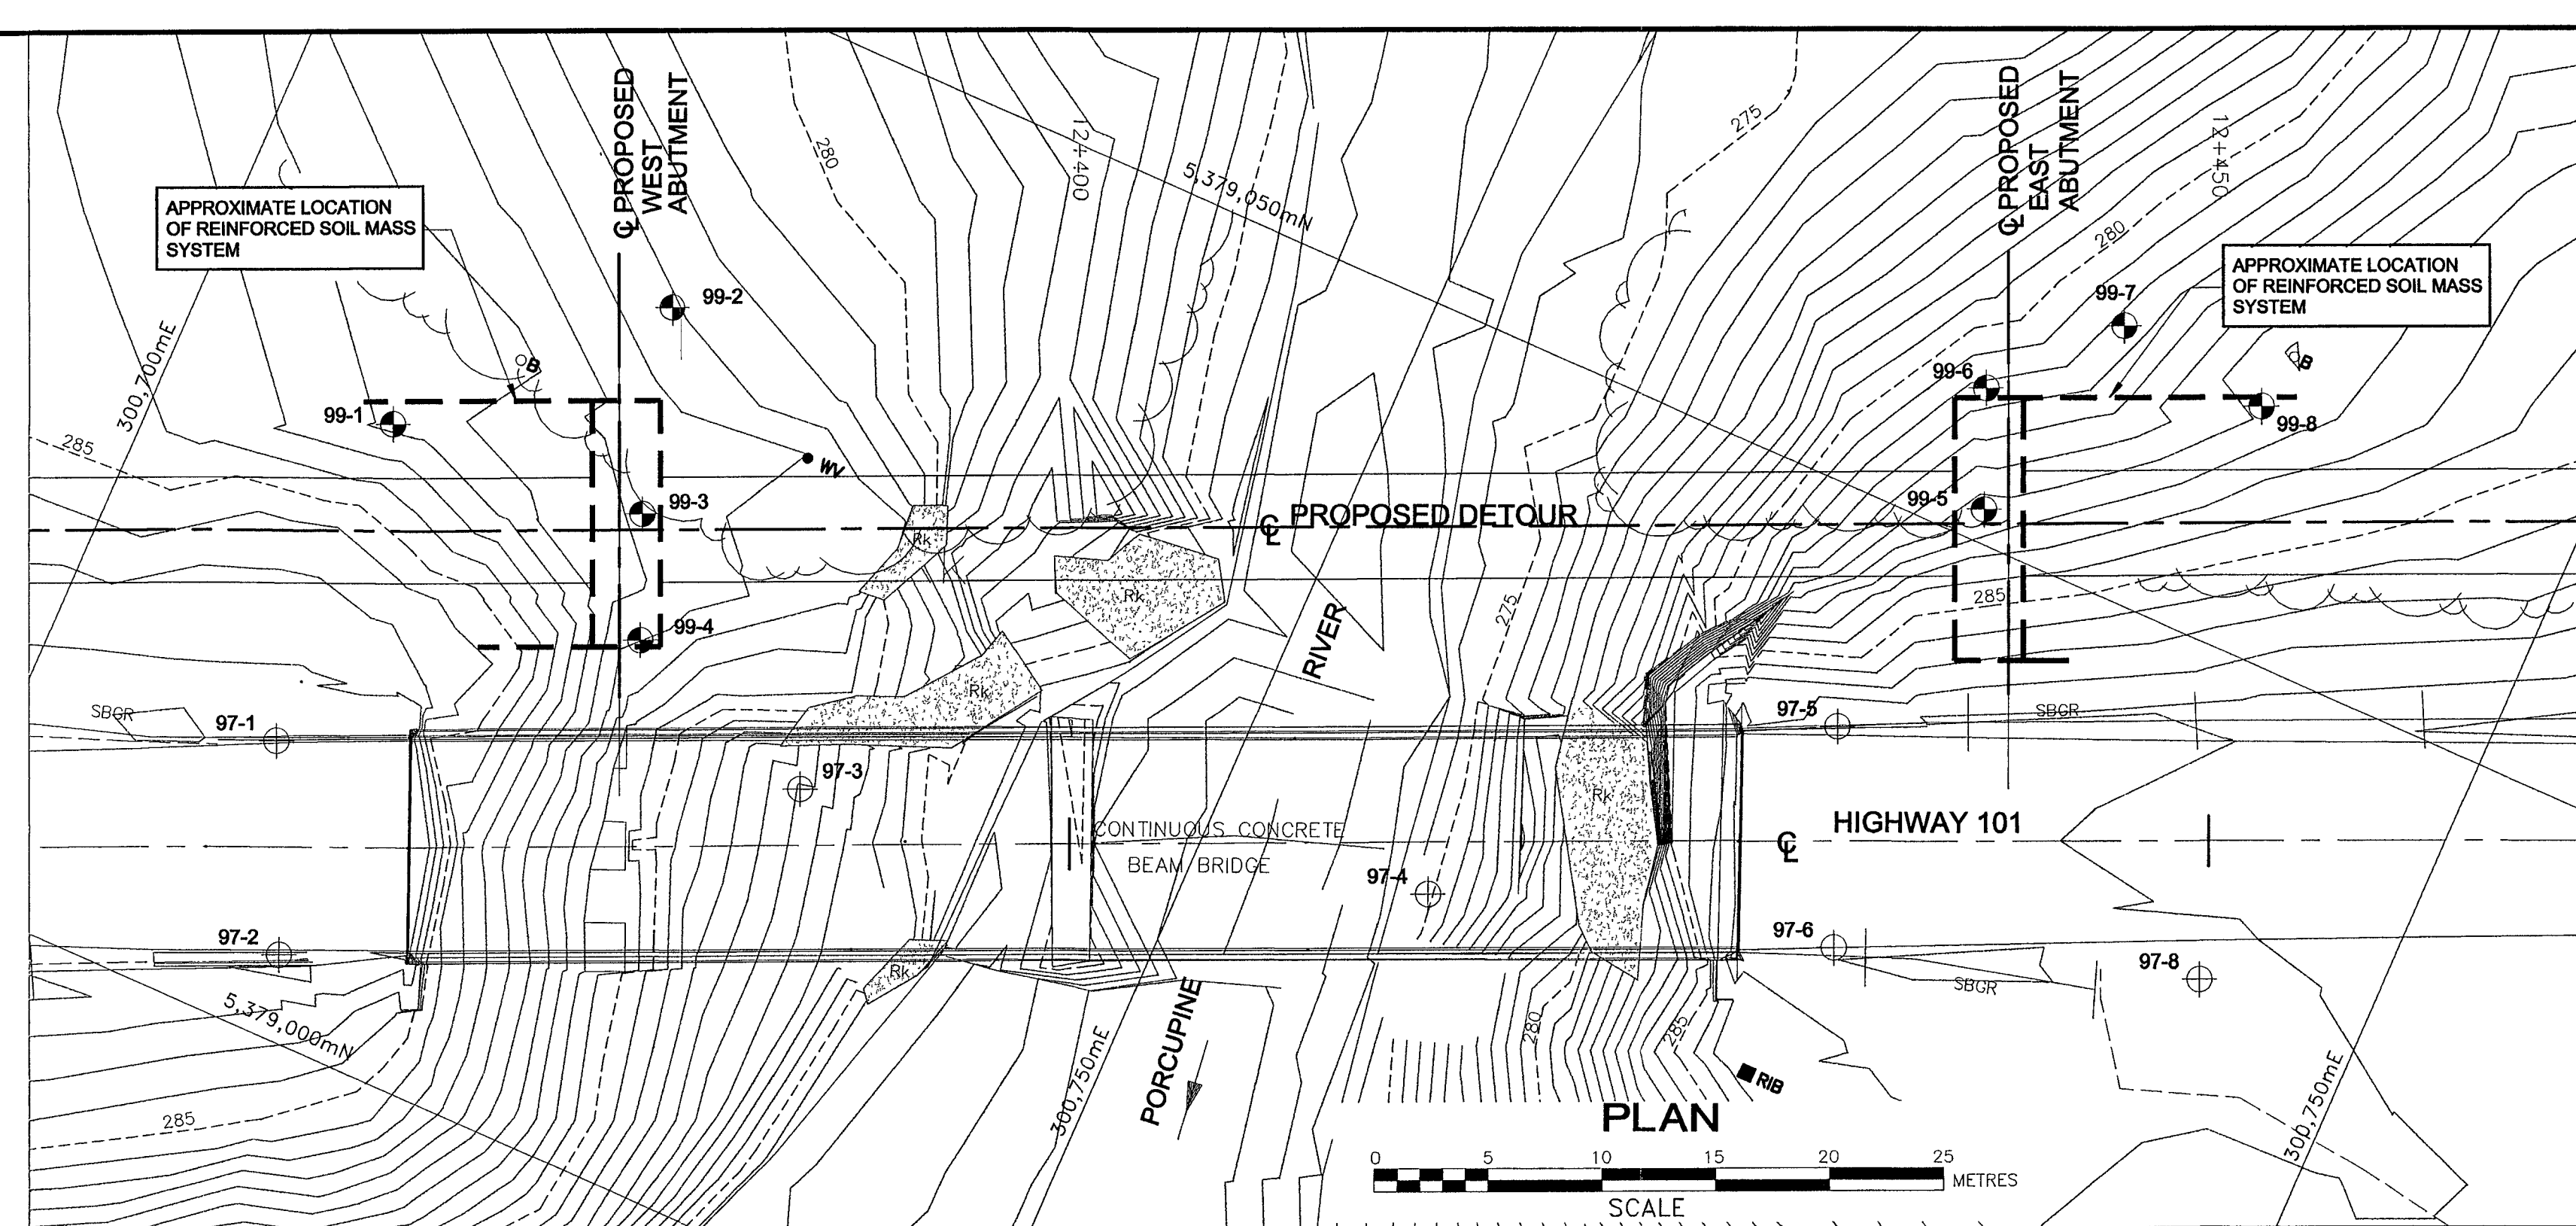 ℄ PROPOSED
WEST
ABUTMENT
℄ PROPOSED
EAST
ABUTMENT
280
12+400
5,379,050mN
275
12+450
280
APPROXIMATE LOCATION
OF REINFORCED SOIL MASS
SYSTEM
APPROXIMATE LOCATION
OF REINFORCED SOIL MASS
SYSTEM
99-2
99-7
300,700mE
B
B
99-6
99-1
99-8
285
WV
99-3
99-5
℄ PROPOSED DETOUR
Rk
Rk
285
275
99-4
RIVER
Rk
SBGR
97-1
97-5
SBGR
97-3
Rk
CONTINUOUS CONCRETE
BEAM BRIDGE
℄ HIGHWAY 101
97-4
97-2
97-6
97-8
Rk
SBGR
5,379,000mN
PORCUPINE
280
285
300,750mE
285
RIB
300,750mE
PLAN
0 5 10 15 20 25
METRES
SCALE